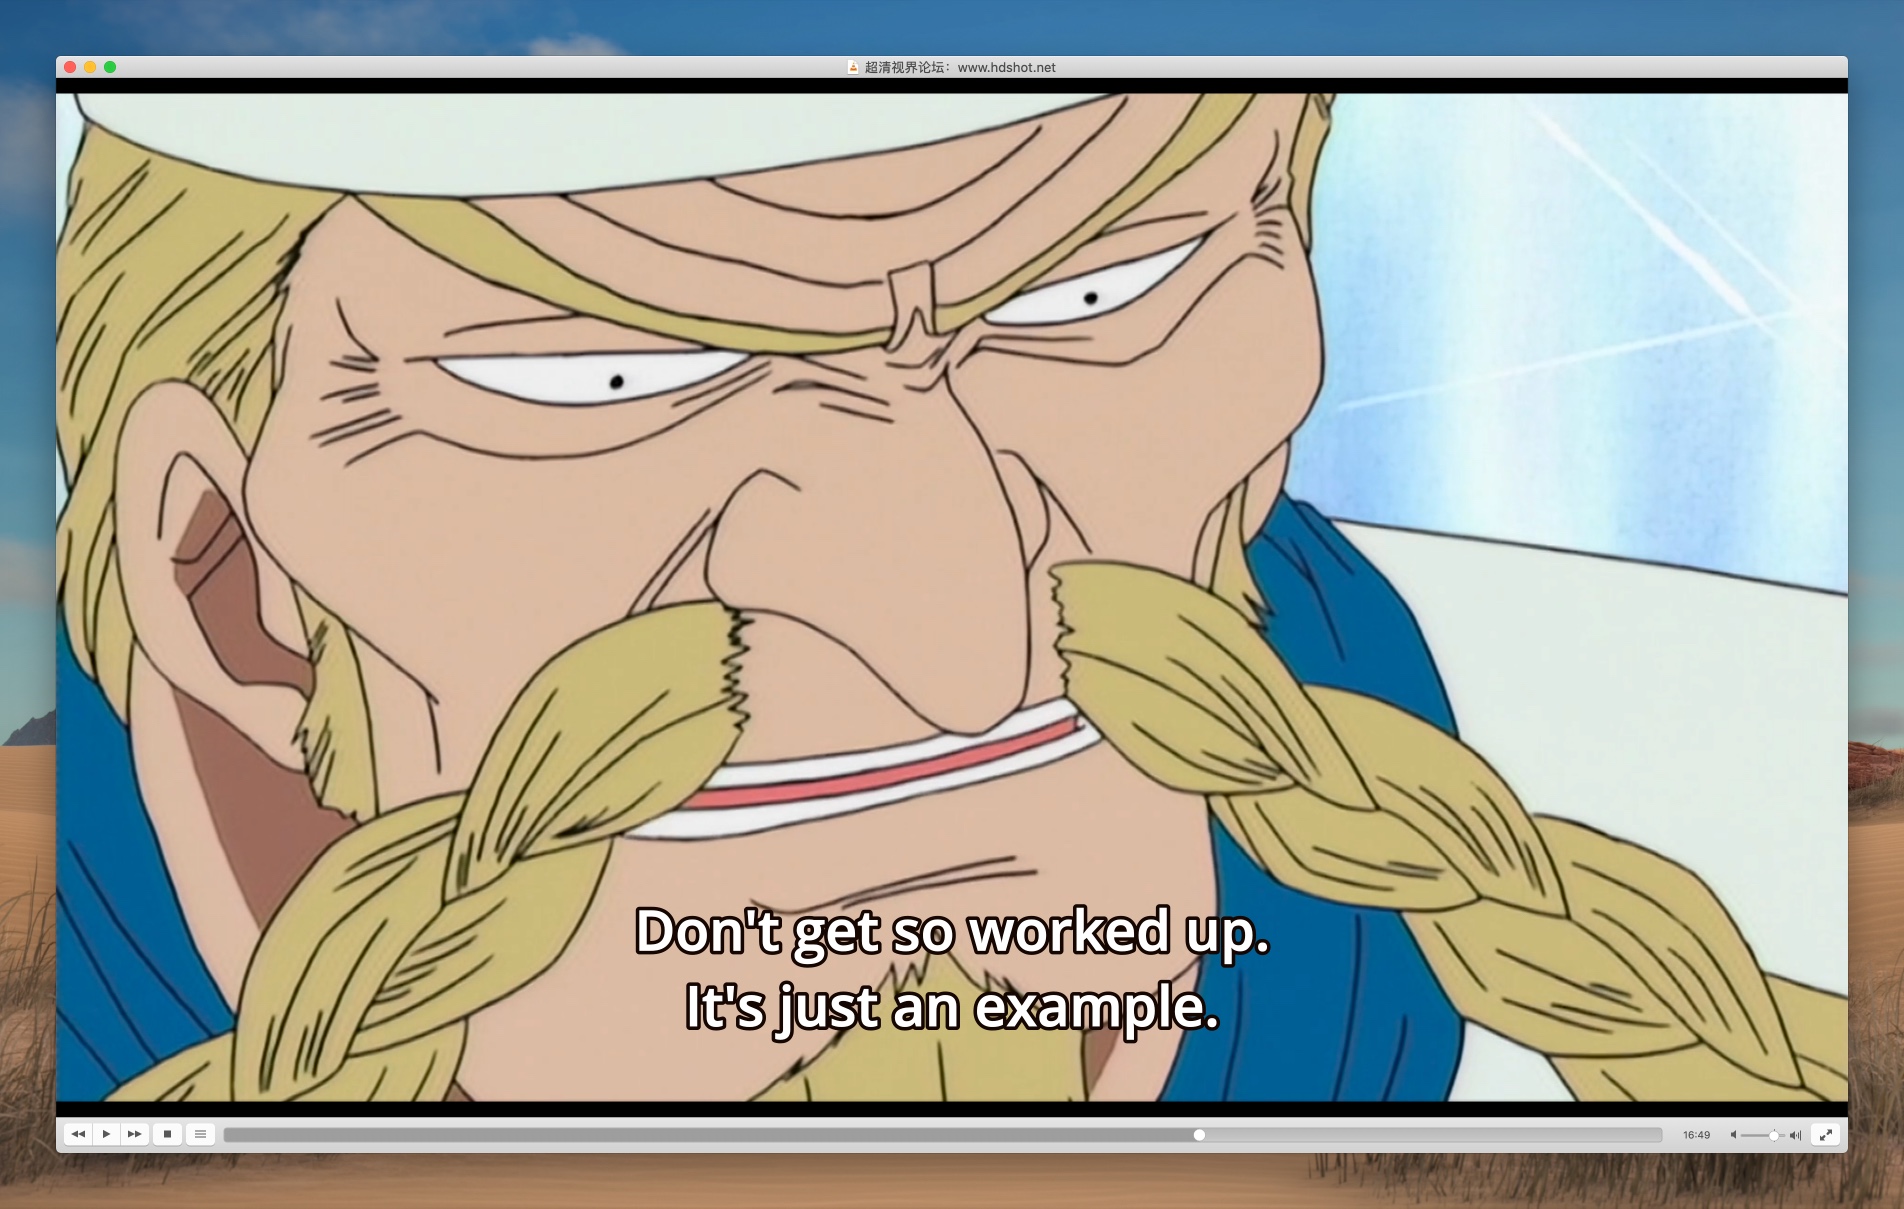 超清视界论坛：www.hdshot.net
Don't get so worked up.
It's just an example.
16:49